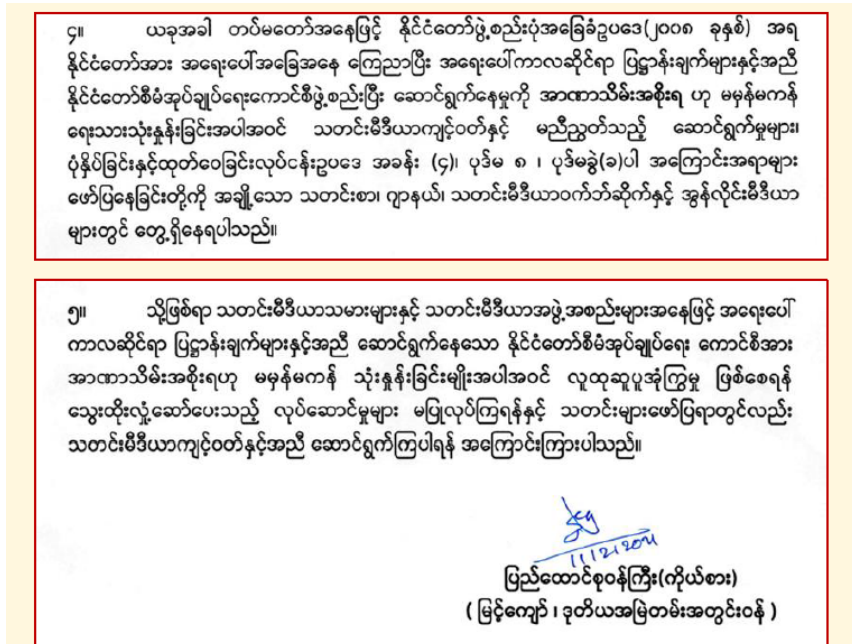 ၄။ ယခုအခါ တပ်မတော်အနေဖြင့် နိုင်ငံတော်ဖွဲ့စည်းပုံအခြေခံဥပဒေ(၂၀၀၈ ခုနှစ်) အရ
နိုင်ငံတော်အား အရေးပေါ်အခြေအနေ ကြေညာပြီး အရေးပေါ်ကာလဆိုင်ရာ ပြဋ္ဌာန်းချက်များနှင့်အညီ
နိုင်ငံတော်စီမံအုပ်ချုပ်ရေးကောင်စီဖွဲ့စည်းပြီး ဆောင်ရွက်နေမှုကို အာဏာသိမ်းအစိုးရ ဟု မမှန်မကန်
ရေးသားသုံးနှုန်းခြင်းအပါအဝင် သတင်းမီဒီယာကျင့်ဝတ်နှင့် မညီညွတ်သည့် ဆောင်ရွက်မှုများ၊
ပုံနှိပ်ခြင်းနှင့်ထုတ်ဝေခြင်းလုပ်ငန်းဥပဒေ အခန်း (၄)၊ ပုဒ်မ ၈ ၊ ပုဒ်မခွဲ(ခ)ပါ အကြောင်းအရာများ
ဖော်ပြနေခြင်းတို့ကို အချို့သော သတင်းစာ၊ ဂျာနယ်၊ သတင်းမီဒီယာဝက်ဘ်ဆိုက်နှင့် အွန်လိုင်းမီဒီယာ
များတွင် တွေ့ရှိနေရပါသည်။
၅။ သို့ဖြစ်ရာ သတင်းမီဒီယာသမားများနှင့် သတင်းမီဒီယာအဖွဲ့အစည်းများအနေဖြင့် အရေးပေါ်
ကာလဆိုင်ရာ ပြဋ္ဌာန်းချက်များနှင့်အညီ ဆောင်ရွက်နေသော နိုင်ငံတော်စီမံအုပ်ချုပ်ရေး ကောင်စီအား
အာဏာသိမ်းအစိုးရဟု မမှန်မကန် သုံးနှုန်းခြင်းမျိုးအပါအဝင် လူထုဆူပူအုံကြွမှု ဖြစ်စေရန်
သွေးထိုးလှုံ့ဆော်ပေးသည့် လုပ်ဆောင်မှုများ မပြုလုပ်ကြရန်နှင့် သတင်းများဖော်ပြရာတွင်လည်း
သတင်းမီဒီယာကျင့်ဝတ်နှင့်အညီ ဆောင်ရွက်ကြပါရန် အကြောင်းကြားပါသည်။
11/2/2021
ပြည်ထောင်စုဝန်ကြီး(ကိုယ်စား)
( မြင့်ကျော် ၊ ဒုတိယအမြဲတမ်းအတွင်းဝန် )